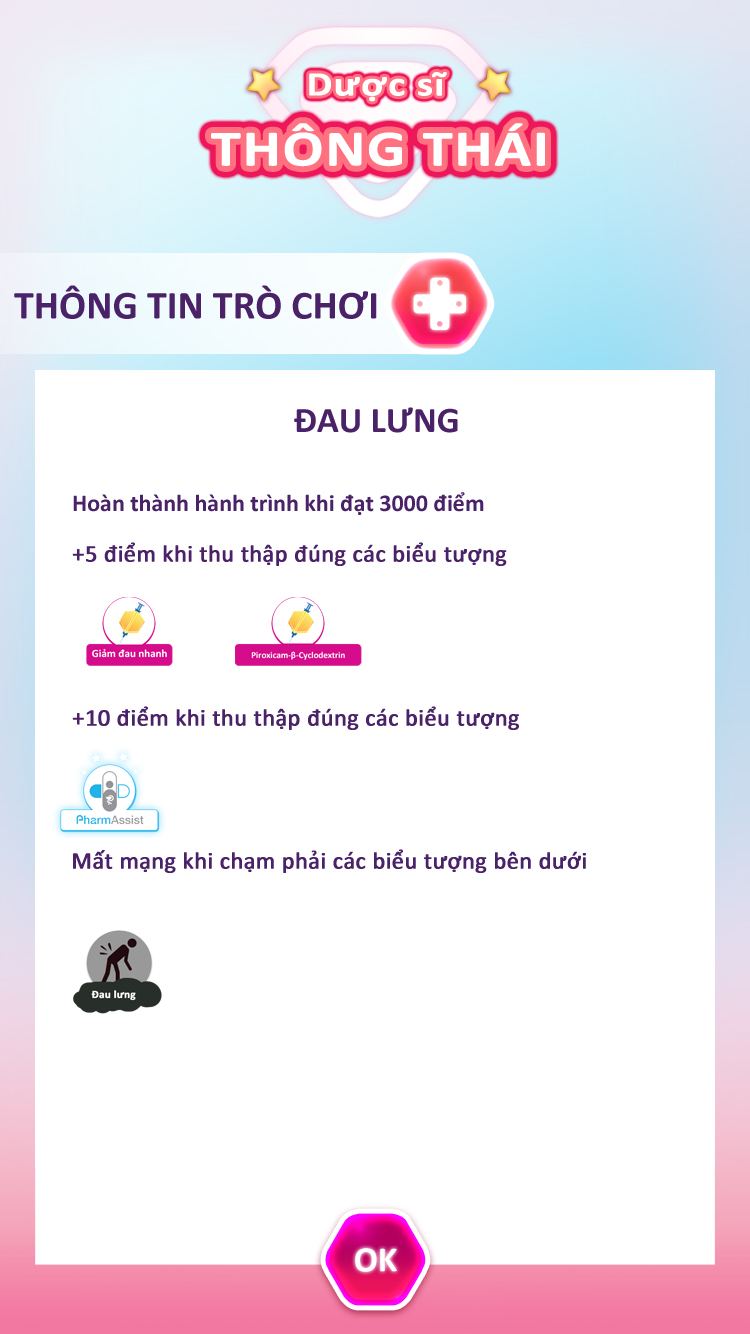 Dược sĩ
THÔNG THÁI
THÔNG TIN TRÒ CHƠI
ĐAU LƯNG
Hoàn thành hành trình khi đạt 3000 điểm
+5 điểm khi thu thập đúng các biểu tượng
Giảm đau nhanh
Piroxicam-β-Cyclodextrin
+10 điểm khi thu thập đúng các biểu tượng
PharmAssist
Mất mạng khi chạm phải các biểu tượng bên dưới
Đau lưng
OK